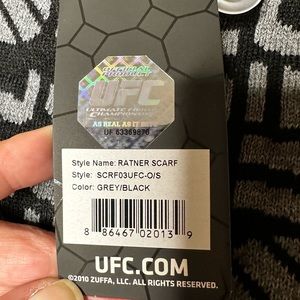 OFFICIAL PRODUCT
UFC
ULTIMATE FIGHTING
CHAMPIONSHIP
AS REAL AS IT GETS
UF 63369870
Style Name: RATNER SCARF
Style: SCRF03UFC-O/S
Color: GREY/BLACK
8 86467 02013 9
UFC.COM
©2010 ZUFFA, LLC. ALL RIGHTS RESERVED.